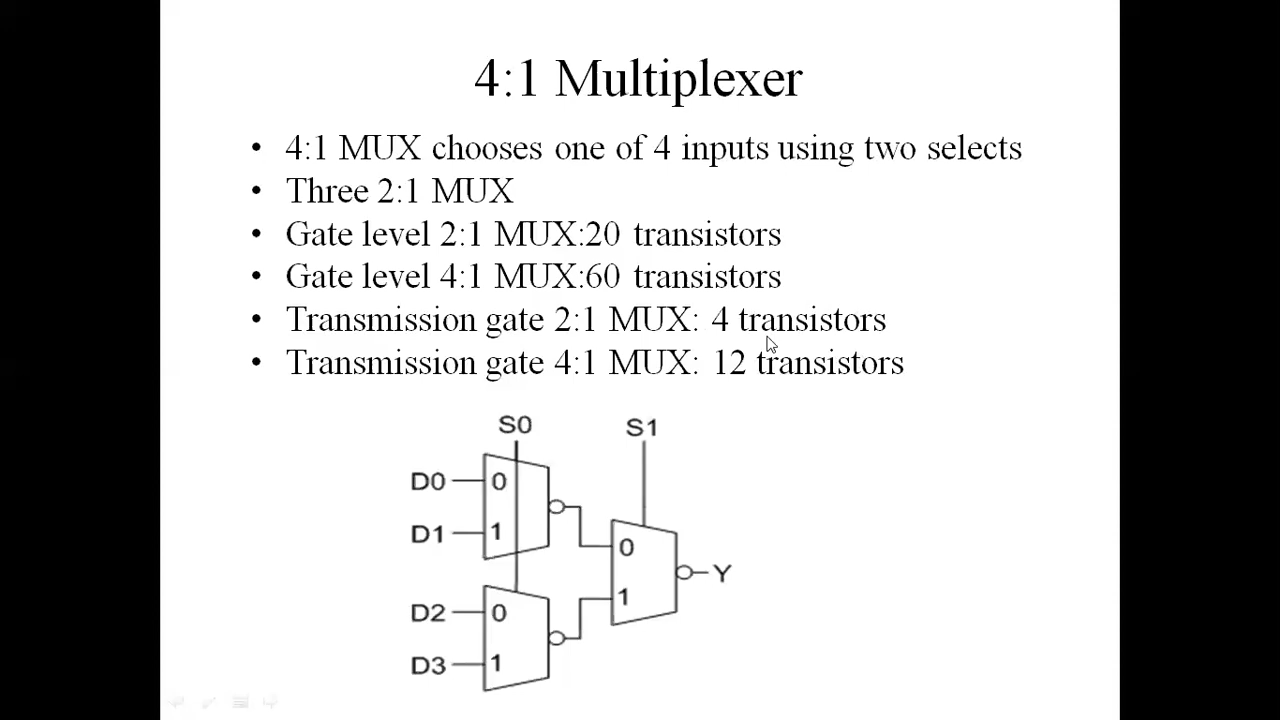 4:1 Multiplexer
• 4:1 MUX chooses one of 4 inputs using two selects
• Three 2:1 MUX
• Gate level 2:1 MUX:20 transistors
• Gate level 4:1 MUX:60 transistors
• Transmission gate 2:1 MUX: 4 transistors
• Transmission gate 4:1 MUX: 12 transistors
S0 S1
D0 0
D1 1
0
Y
1
D2 0
D3 1